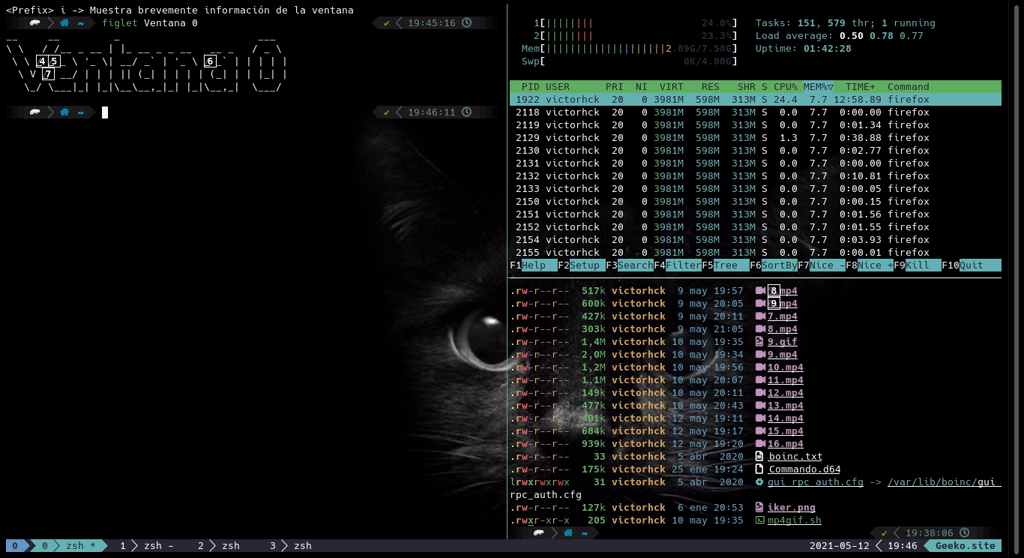 <Prefix> i -> Muestra brevemente información de la ventana
~ figlet Ventana 0 ✔ 19:45:16
4 5 6
7
~ ✔ 19:46:11
1[|||||||| 24.0%]
2[|||||||| 23.3%]
Mem[||||||||||||||||||||||2.89G/7.58G]
Swp[ 0K/4.00G]
Tasks: 151, 579 thr; 1 running
Load average: 0.50 0.78 0.77
Uptime: 01:42:28
PID USER PRI NI VIRT RES SHR S CPU% MEM%▽ TIME+ Command
1922 victorhck 20 0 3981M 598M 313M S 24.4 7.7 12:58.89 firefox
2118 victorhck 20 0 3981M 598M 313M S 0.0 7.7 0:00.00 firefox
2119 victorhck 20 0 3981M 598M 313M S 0.0 7.7 0:01.34 firefox
2129 victorhck 20 0 3981M 598M 313M S 1.3 7.7 0:38.88 firefox
2130 victorhck 20 0 3981M 598M 313M S 0.0 7.7 0:02.77 firefox
2131 victorhck 20 0 3981M 598M 313M S 0.0 7.7 0:00.00 firefox
2132 victorhck 20 0 3981M 598M 313M S 0.0 7.7 0:10.81 firefox
2133 victorhck 20 0 3981M 598M 313M S 0.0 7.7 0:00.05 firefox
2150 victorhck 20 0 3981M 598M 313M S 0.0 7.7 0:00.15 firefox
2151 victorhck 20 0 3981M 598M 313M S 0.0 7.7 0:01.56 firefox
2152 victorhck 20 0 3981M 598M 313M S 0.0 7.7 0:01.55 firefox
2154 victorhck 20 0 3981M 598M 313M S 0.0 7.7 0:03.93 firefox
2155 victorhck 20 0 3981M 598M 313M S 0.0 7.7 0:00.01 firefox
F1Help F2Setup F3SearchF4FilterF5Tree F6SortByF7Nice -F8Nice +F9Kill F10Quit
.rw-r--r-- 517k victorhck 9 may 19:57 8.mp4
.rw-r--r-- 600k victorhck 9 may 20:05 9.mp4
.rw-r--r-- 427k victorhck 9 may 20:11 7.mp4
.rw-r--r-- 303k victorhck 9 may 21:05 8.mp4
.rw-r--r-- 1,4M victorhck 10 may 19:35 9.gif
.rw-r--r-- 2,0M victorhck 10 may 19:34 9.mp4
.rw-r--r-- 1,2M victorhck 10 may 19:56 10.mp4
.rw-r--r-- 1,1M victorhck 10 may 20:07 11.mp4
.rw-r--r-- 149k victorhck 10 may 20:11 12.mp4
.rw-r--r-- 477k victorhck 10 may 20:43 13.mp4
.rw-r--r-- 401k victorhck 12 may 19:11 14.mp4
.rw-r--r-- 684k victorhck 12 may 19:17 15.mp4
.rw-r--r-- 939k victorhck 12 may 19:20 16.mp4
.rw-r--r-- 33 victorhck 5 abr 2020 boinc.txt
.rw-r--r-- 175k victorhck 25 ene 19:24 Commando.d64
lrwxrwxrwx 31 victorhck 5 abr 2020 gui_rpc_auth.cfg -> /var/lib/boinc/gui_
rpc_auth.cfg
.rw-r--r-- 127k victorhck 6 ene 20:53 iker.png
.rwxr-xr-x 205 victorhck 10 may 19:35 mp4gif.sh
~ ✔ 19:38:06
0 0 zsh * 1 zsh - 2 zsh 3 zsh 2021-05-12 19:46 Geeko.site